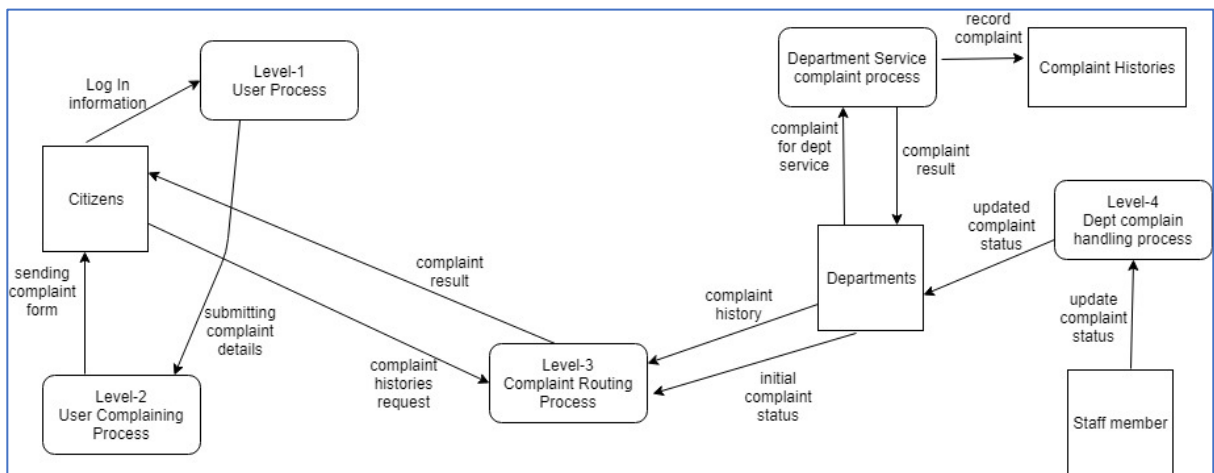 record
complaint
Level-1
User Process
Department Service
complaint process
Complaint Histories
Log In
information
complaint
for dept
service
complaint
result
Citizens
updated
complaint
status
Level-4
Dept complain
handling process
sending
complaint
form
complaint
result
Departments
submitting
complaint
details
complaint
history
update
complaint
status
complaint
histories
request
Level-3
Complaint Routing
Process
initial
complaint
status
Level-2
User Complaining
Process
Staff member